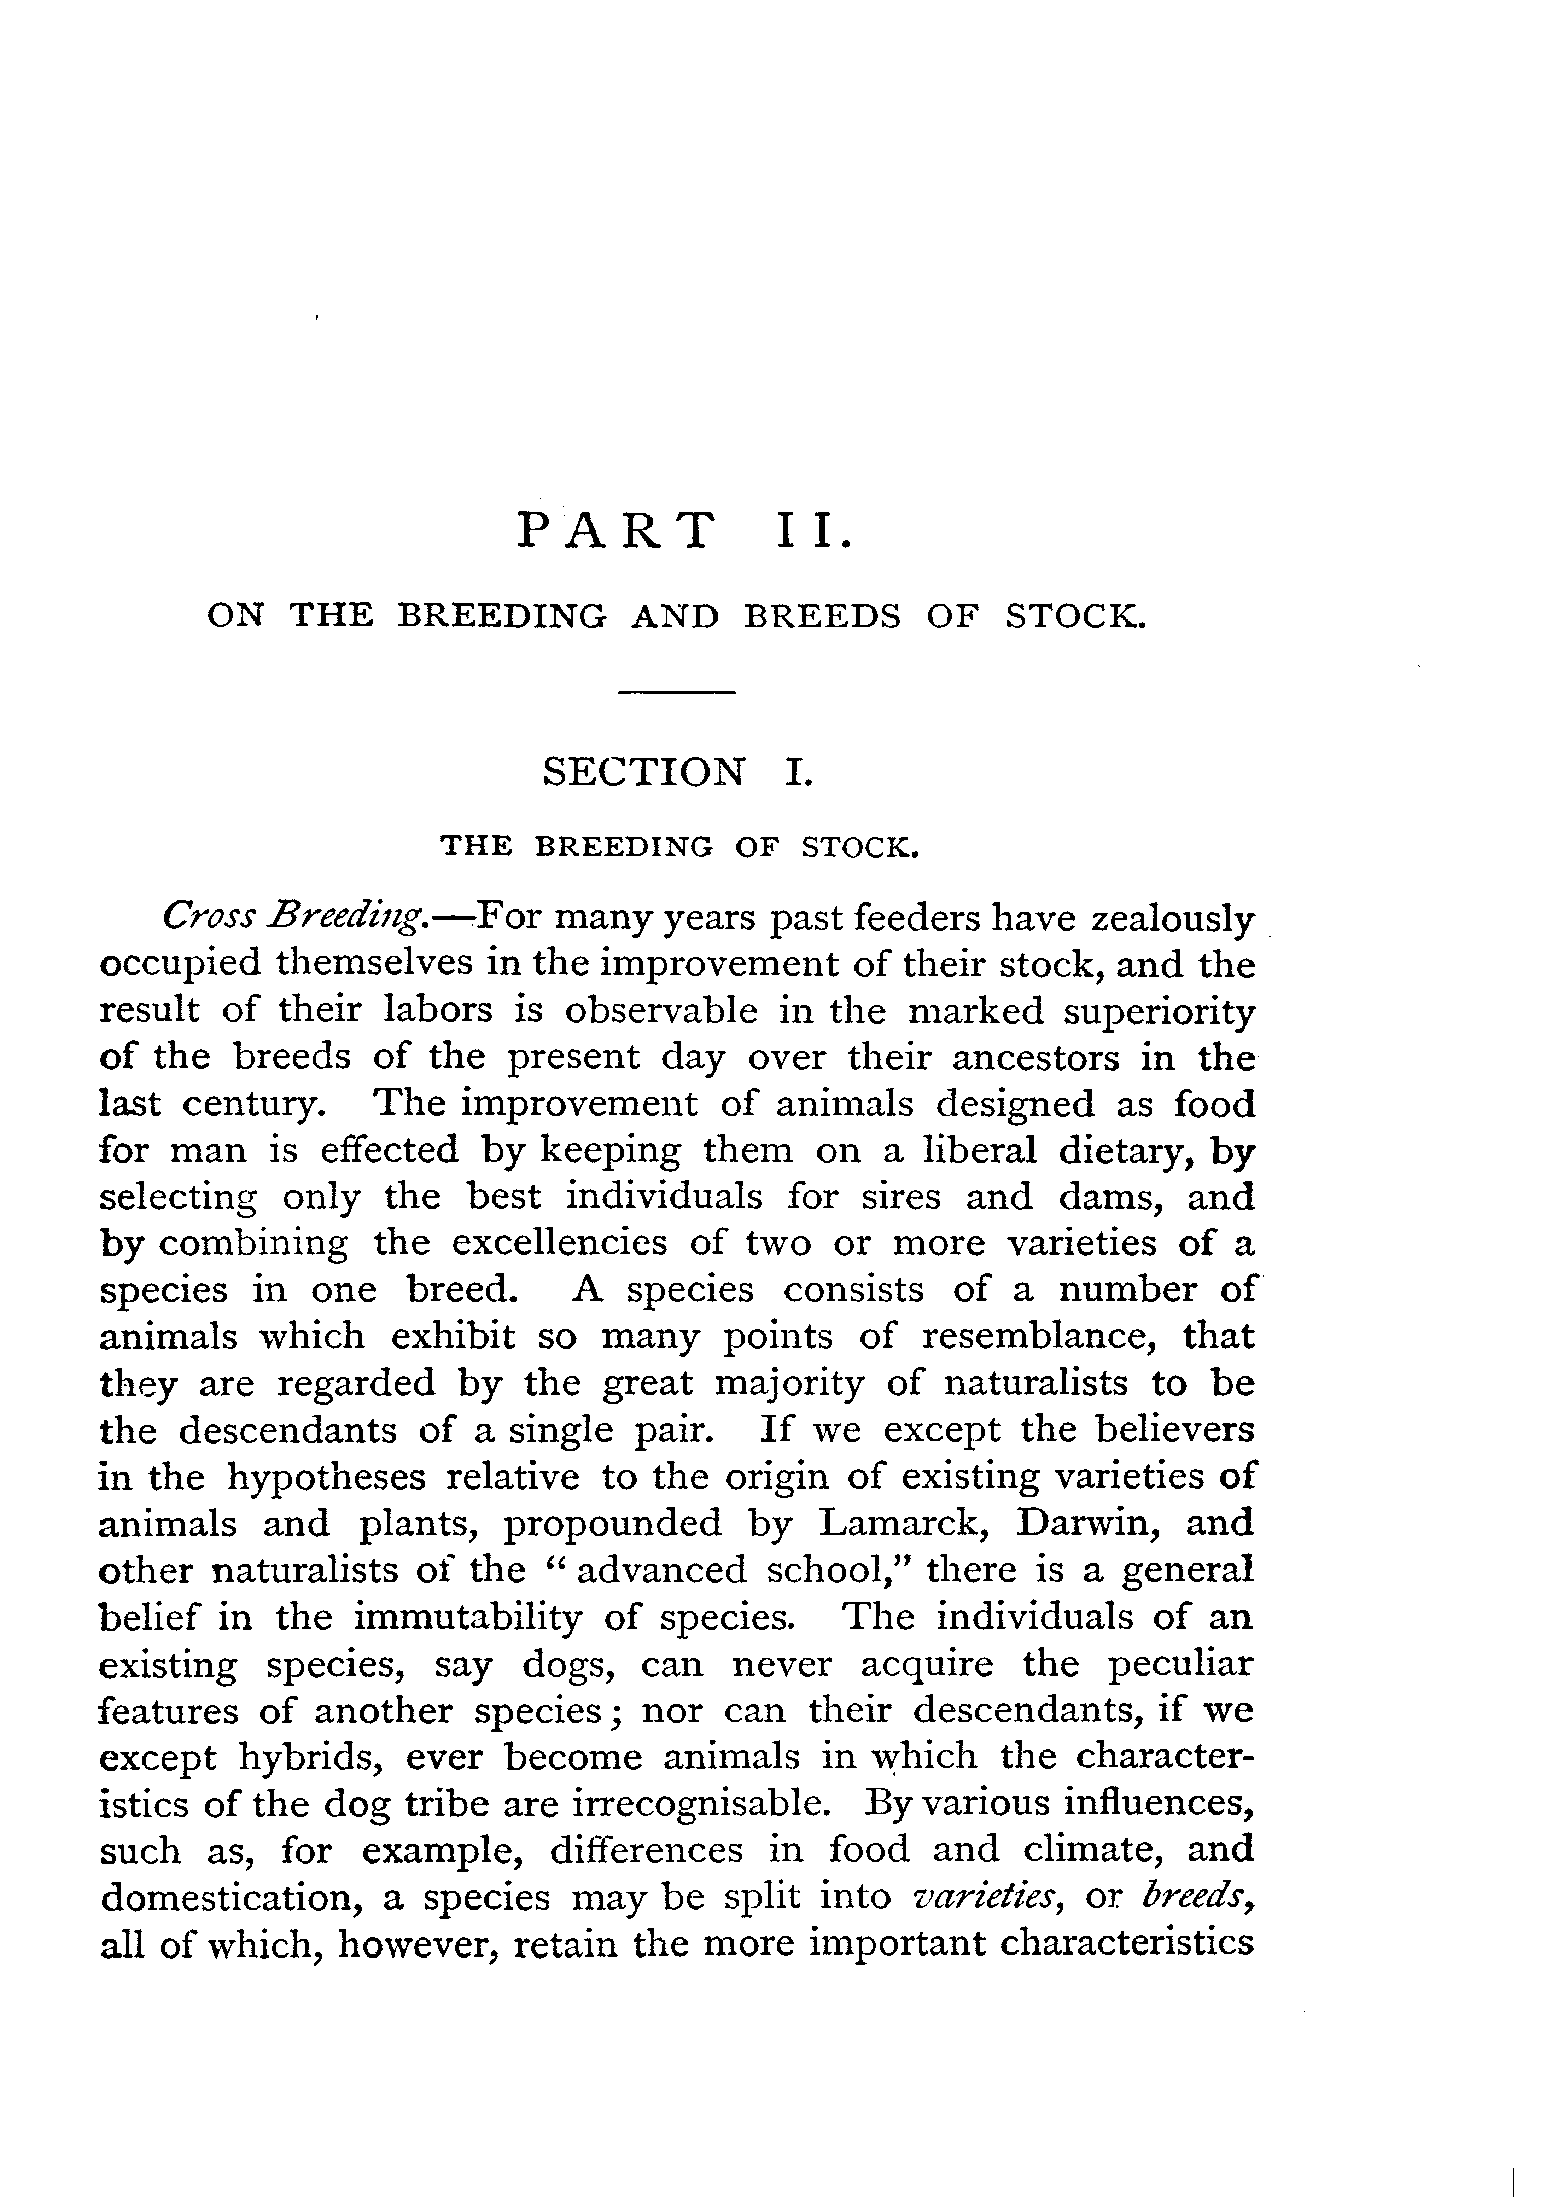 PART II.
ON THE BREEDING AND BREEDS OF STOCK.
SECTION I.
THE BREEDING OF STOCK.
Cross Breeding.—For many years past feeders have zealously
occupied themselves in the improvement of their stock, and the
result of their labors is observable in the marked superiority
of the breeds of the present day over their ancestors in the
last century. The improvement of animals designed as food
for man is effected by keeping them on a liberal dietary, by
selecting only the best individuals for sires and dams, and
by combining the excellencies of two or more varieties of a
species in one breed. A species consists of a number of
animals which exhibit so many points of resemblance, that
they are regarded by the great majority of naturalists to be
the descendants of a single pair. If we except the believers
in the hypotheses relative to the origin of existing varieties of
animals and plants, propounded by Lamarck, Darwin, and
other naturalists of the “advanced school,” there is a general
belief in the immutability of species. The individuals of an
existing species, say dogs, can never acquire the peculiar
features of another species; nor can their descendants, if we
except hybrids, ever become animals in which the character-
istics of the dog tribe are irrecognisable. By various influences,
such as, for example, differences in food and climate, and
domestication, a species may be split into varieties, or breeds,
all of which, however, retain the more important characteristics